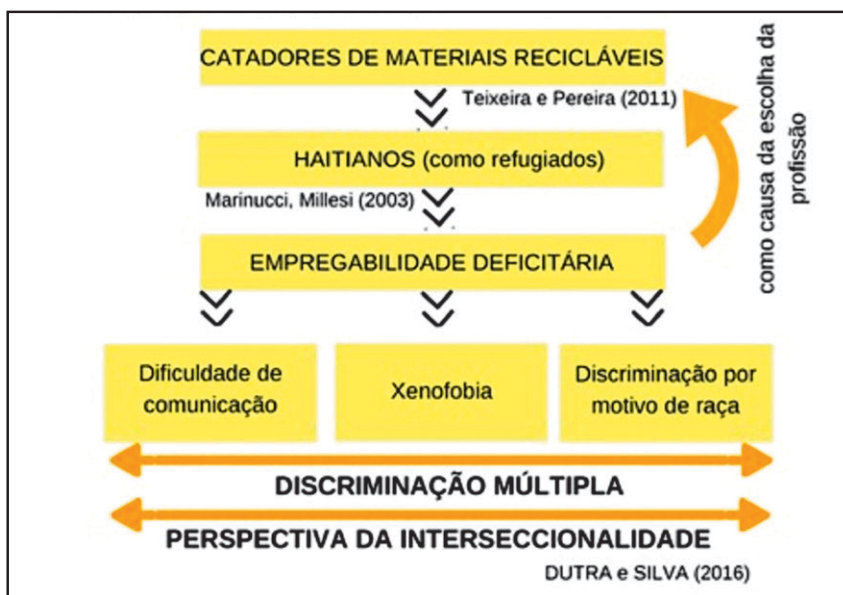 CATADORES DE MATERIAIS RECICLÁVEIS
Teixeira e Pereira (2011)
HAITIANOS (como refugiados)
Marinucci, Millesi (2003)
EMPREGABILIDADE DEFICITÁRIA
como causa da escolha da
profissão
Dificuldade de
comunicação
Xenofobia
Discriminação por
motivo de raça
DISCRIMINAÇÃO MÚLTIPLA
PERSPECTIVA DA INTERSECCIONALIDADE
DUTRA e SILVA (2016)